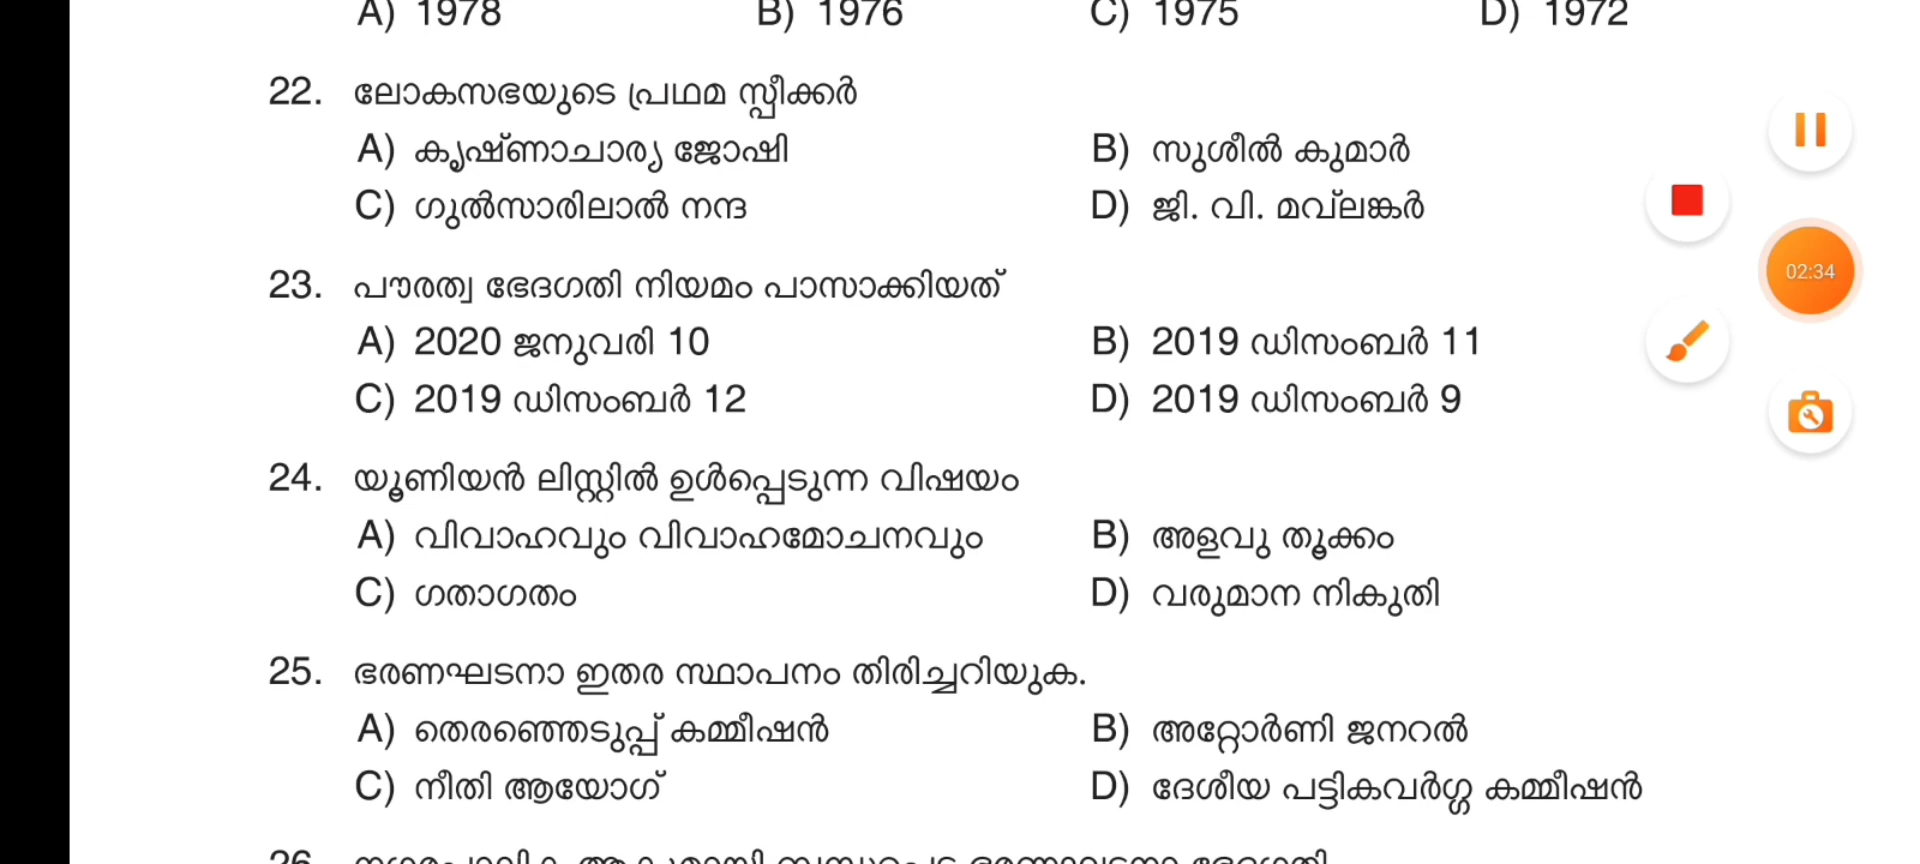 A) 1978 B) 1976 C) 1975 D) 1972
22. ലോകസഭയുടെ പ്രഥമ സ്പീക്കർ
A) കൃഷ്ണാചാര്യ ജോഷി B) സുശീൽ കുമാർ
C) ഗുൽസാരിലാൽ നന്ദ D) ജി. വി. മവ്‌ലങ്കർ
23. പൗരത്വ ഭേദഗതി നിയമം പാസാക്കിയത്
A) 2020 ജനുവരി 10 B) 2019 ഡിസംബർ 11
C) 2019 ഡിസംബർ 12 D) 2019 ഡിസംബർ 9
02:34
24. യൂണിയൻ ലിസ്റ്റിൽ ഉൾപ്പെടുന്ന വിഷയം
A) വിവാഹവും വിവാഹമോചനവും B) അളവു തൂക്കം
C) ഗതാഗതം D) വരുമാന നികുതി
25. ഭരണഘടനാ ഇതര സ്ഥാപനം തിരിച്ചറിയുക.
A) തെരഞ്ഞെടുപ്പ് കമ്മീഷൻ B) അറ്റോർണി ജനറൽ
C) നീതി ആയോഗ് D) ദേശീയ പട്ടികവർഗ്ഗ കമ്മീഷൻ
26.